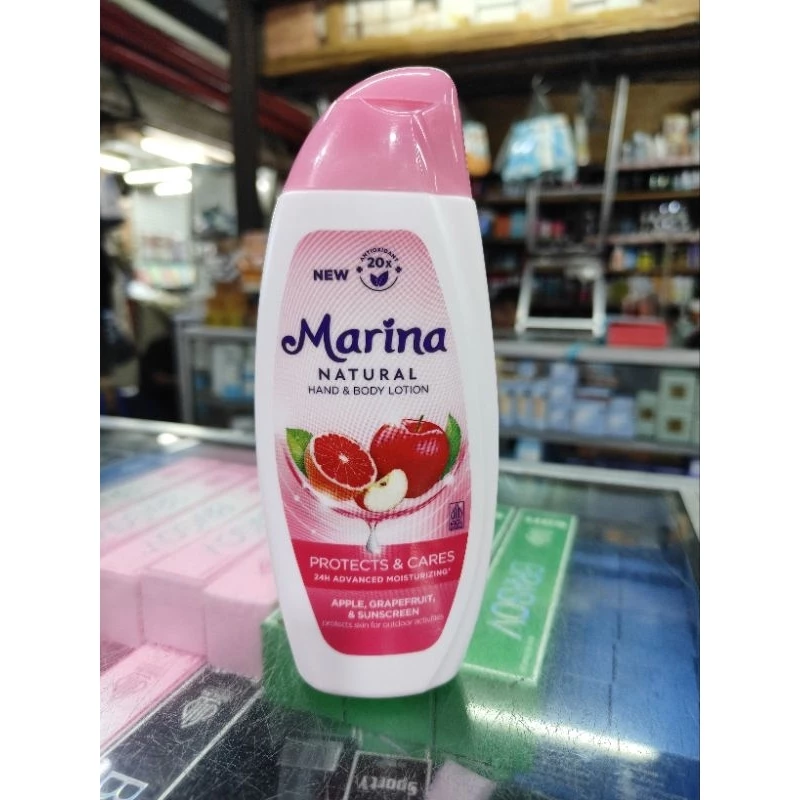 ANTIOXIDANT
NEW 20x
Marina
NATURAL
HAND & BODY LOTION
PROTECTS & CARES
24H ADVANCED MOISTURIZING*
APPLE, GRAPEFRUIT,
& SUNSCREEN
protects skin for outdoor activities
SportY